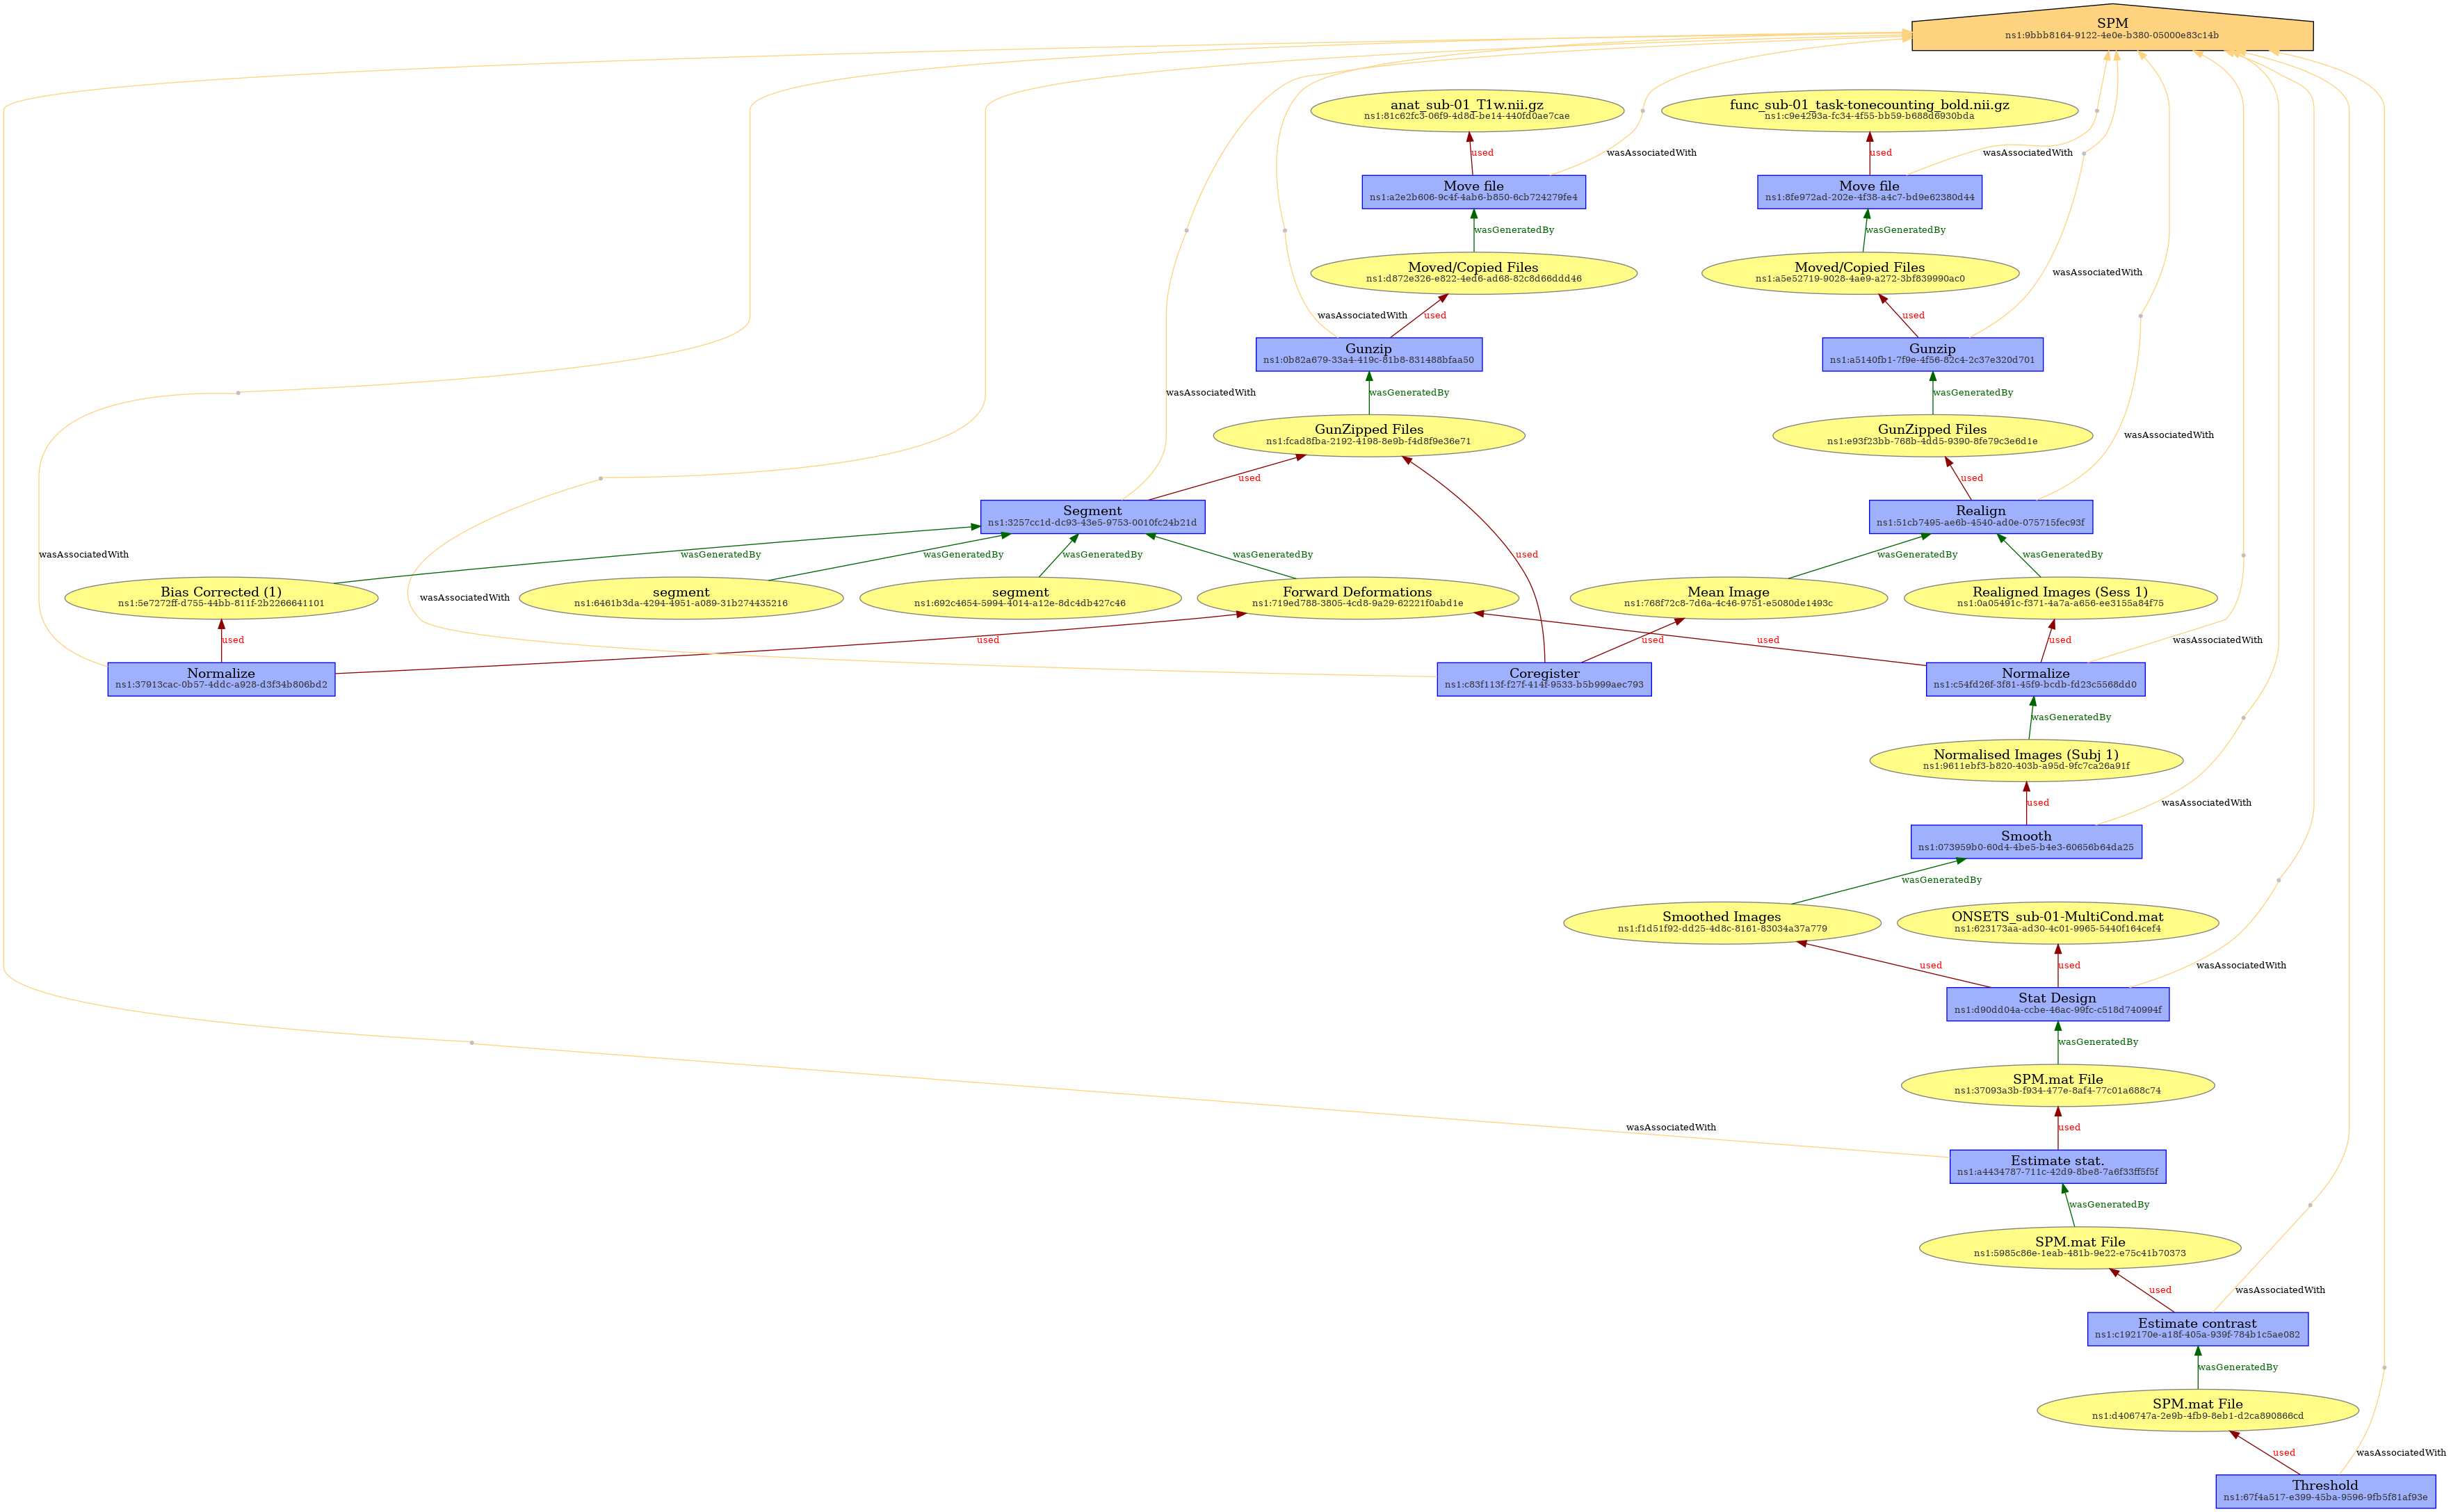 SPM
ns1:9bbb8164-9122-4e0e-b380-05000e83c14b
anat_sub-01_T1w.nii.gz
ns1:81c62fc3-06f9-4d8d-be14-440fd0ae7cae
func_sub-01_task-tonecounting_bold.nii.gz
ns1:c9e4293a-fc34-4f55-bb59-b688d6930bda
used
wasAssociatedWith
used
wasAssociatedWith
Move file
ns1:a2e2b606-9c4f-4ab6-b850-6cb724279fe4
Move file
ns1:8fe972ad-202e-4f38-a4c7-bd9e62380d44
wasGeneratedBy
wasGeneratedBy
Moved/Copied Files
ns1:d872e326-e822-4ed6-ad68-82c8d66ddd46
Moved/Copied Files
ns1:a5e52719-9028-4ae9-a272-3bf839990ac0
wasAssociatedWith
wasAssociatedWith
used
used
Gunzip
ns1:0b82a679-33a4-419c-81b8-831488bfaa50
Gunzip
ns1:a5140fb1-7f9e-4f56-82c4-2c37e320d701
wasAssociatedWith
wasGeneratedBy
wasGeneratedBy
GunZipped Files
ns1:fcad8fba-2192-4198-8e9b-f4d8f9e36e71
GunZipped Files
ns1:e93f23bb-768b-4dd5-9390-8fe79c3e6d1e
wasAssociatedWith
used
used
Segment
ns1:3257cc1d-dc93-43e5-9753-0010fc24b21d
Realign
ns1:51cb7495-ae6b-4540-ad0e-075715fec93f
wasAssociatedWith
wasGeneratedBy
wasGeneratedBy
wasGeneratedBy
wasGeneratedBy
used
wasGeneratedBy
wasGeneratedBy
Bias Corrected (1)
ns1:5e7272ff-d755-44bb-811f-2b2266641101
wasAssociatedWith
segment
ns1:6461b3da-4294-4951-a089-31b274435216
segment
ns1:692c4654-5994-4014-a12e-8dc4db427c46
Forward Deformations
ns1:719ed788-3805-4cd8-9a29-62221f0abd1e
Mean Image
ns1:768f72c8-7d6a-4c46-9751-e5080de1493c
Realigned Images (Sess 1)
ns1:0a05491c-f371-4a7a-a656-ee3155a84f75
used
used
used
used
used
wasAssociatedWith
Normalize
ns1:37913cac-0b57-4ddc-a928-d3f34b806bd2
Coregister
ns1:c83f113f-f27f-414f-9533-b5b999aec793
Normalize
ns1:c54fd26f-3f81-45f9-bcdb-fd23c5568dd0
wasGeneratedBy
Normalised Images (Subj 1)
ns1:9611ebf3-b820-403b-a95d-9fc7ca26a91f
used
wasAssociatedWith
Smooth
ns1:073959b0-60d4-4be5-b4e3-60656b64da25
wasGeneratedBy
Smoothed Images
ns1:f1d51f92-dd25-4d8c-8161-83034a37a779
ONSETS_sub-01-MultiCond.mat
ns1:623173aa-ad30-4c01-9965-5440f164cef4
used
used
wasAssociatedWith
Stat Design
ns1:d90dd04a-ccbe-46ac-99fc-c518d740994f
wasGeneratedBy
SPM.mat File
ns1:37093a3b-f934-477e-8af4-77c01a688c74
wasAssociatedWith
used
Estimate stat.
ns1:a4434787-711c-42d9-8be8-7a6f33ff5f5f
wasGeneratedBy
SPM.mat File
ns1:5985c86e-1eab-481b-9e22-e75c41b70373
used
wasAssociatedWith
Estimate contrast
ns1:c192170e-a18f-405a-939f-784b1c5ae082
wasGeneratedBy
SPM.mat File
ns1:d406747a-2e9b-4fb9-8eb1-d2ca890866cd
used
wasAssociatedWith
Threshold
ns1:67f4a517-e399-45ba-9596-9fb5f81af93e